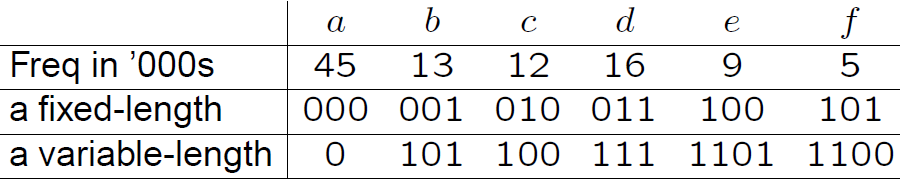 a b c d e f
Freq in ’000s 45 13 12 16 9 5
a fixed-length 000 001 010 011 100 101
a variable-length 0 101 100 111 1101 1100